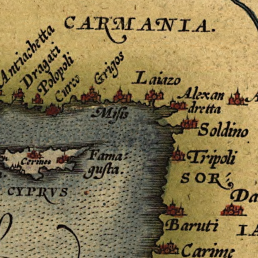 CARMANIA.
Antiochetta
Dragati
Polopoli
Curco
Grigos
Laiazo
Misis
Alexan
dretta
Soldino
Cerines
Fama
gusta.
CYPRVS
Tripoli
SOR
Da
IA
Baruti
Carime